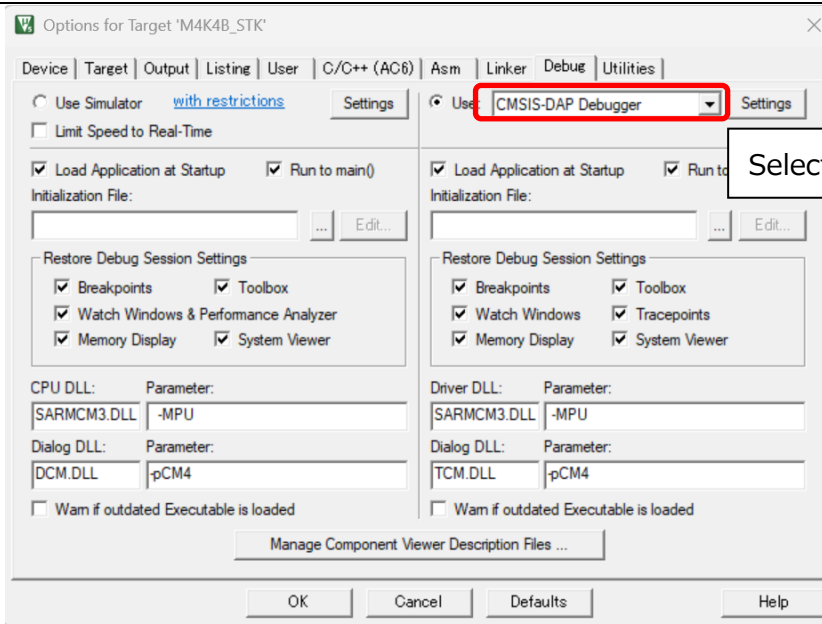 Options for Target 'M4K4B_STK'
Device Target Output Listing User C/C++ (AC6) Asm Linker Debug Utilities
Use Simulator with restrictions Settings
Limit Speed to Real-Time
Use: CMSIS-DAP Debugger Settings
Load Application at Startup Run to main()
Initialization File:
... Edit...
Restore Debug Session Settings
Breakpoints Toolbox
Watch Windows & Performance Analyzer
Memory Display System Viewer
CPU DLL: Parameter:
SARMCM3.DLL -MPU
Dialog DLL: Parameter:
DCM.DLL -pCM4
Warn if outdated Executable is loaded
Load Application at Startup Run to
Selec
Initialization File:
... Edit...
Restore Debug Session Settings
Breakpoints Toolbox
Watch Windows Tracepoints
Memory Display System Viewer
Driver DLL: Parameter:
SARMCM3.DLL -MPU
Dialog DLL: Parameter:
TCM.DLL -pCM4
Warn if outdated Executable is loaded
Manage Component Viewer Description Files ...
OK Cancel Defaults Help